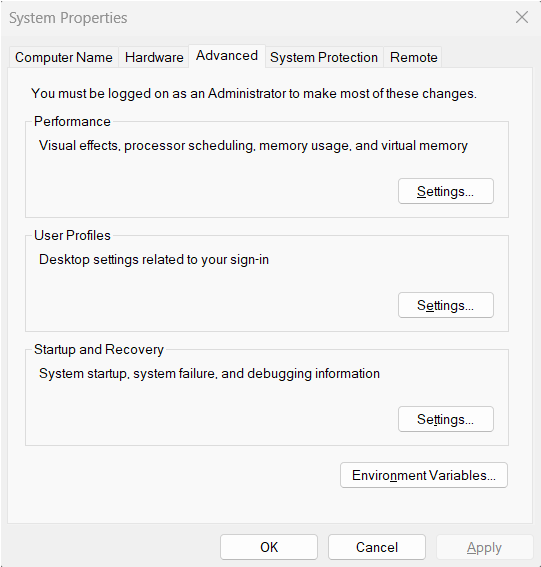 System Properties
Computer Name Hardware Advanced System Protection Remote
You must be logged on as an Administrator to make most of these changes.
Performance
Visual effects, processor scheduling, memory usage, and virtual memory
Settings...
User Profiles
Desktop settings related to your sign-in
Settings...
Startup and Recovery
System startup, system failure, and debugging information
Settings...
Environment Variables...
OK Cancel Apply